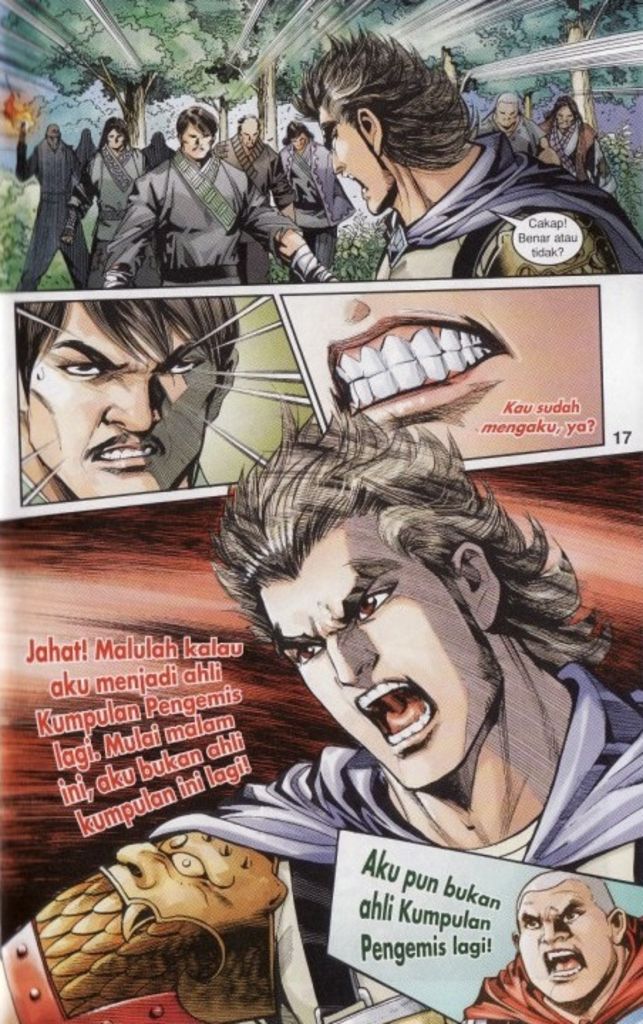 Cakap!
Benar atau
tidak?
Kau sudah
mengaku, ya?
17
Jahat! Malulah kalau
aku menjadi ahli
Kumpulan Pengemis
lagi. Mulai malam
ini, aku bukan ahli
kumpulan ini lagi!
Aku pun bukan
ahli Kumpulan
Pengemis lagi!